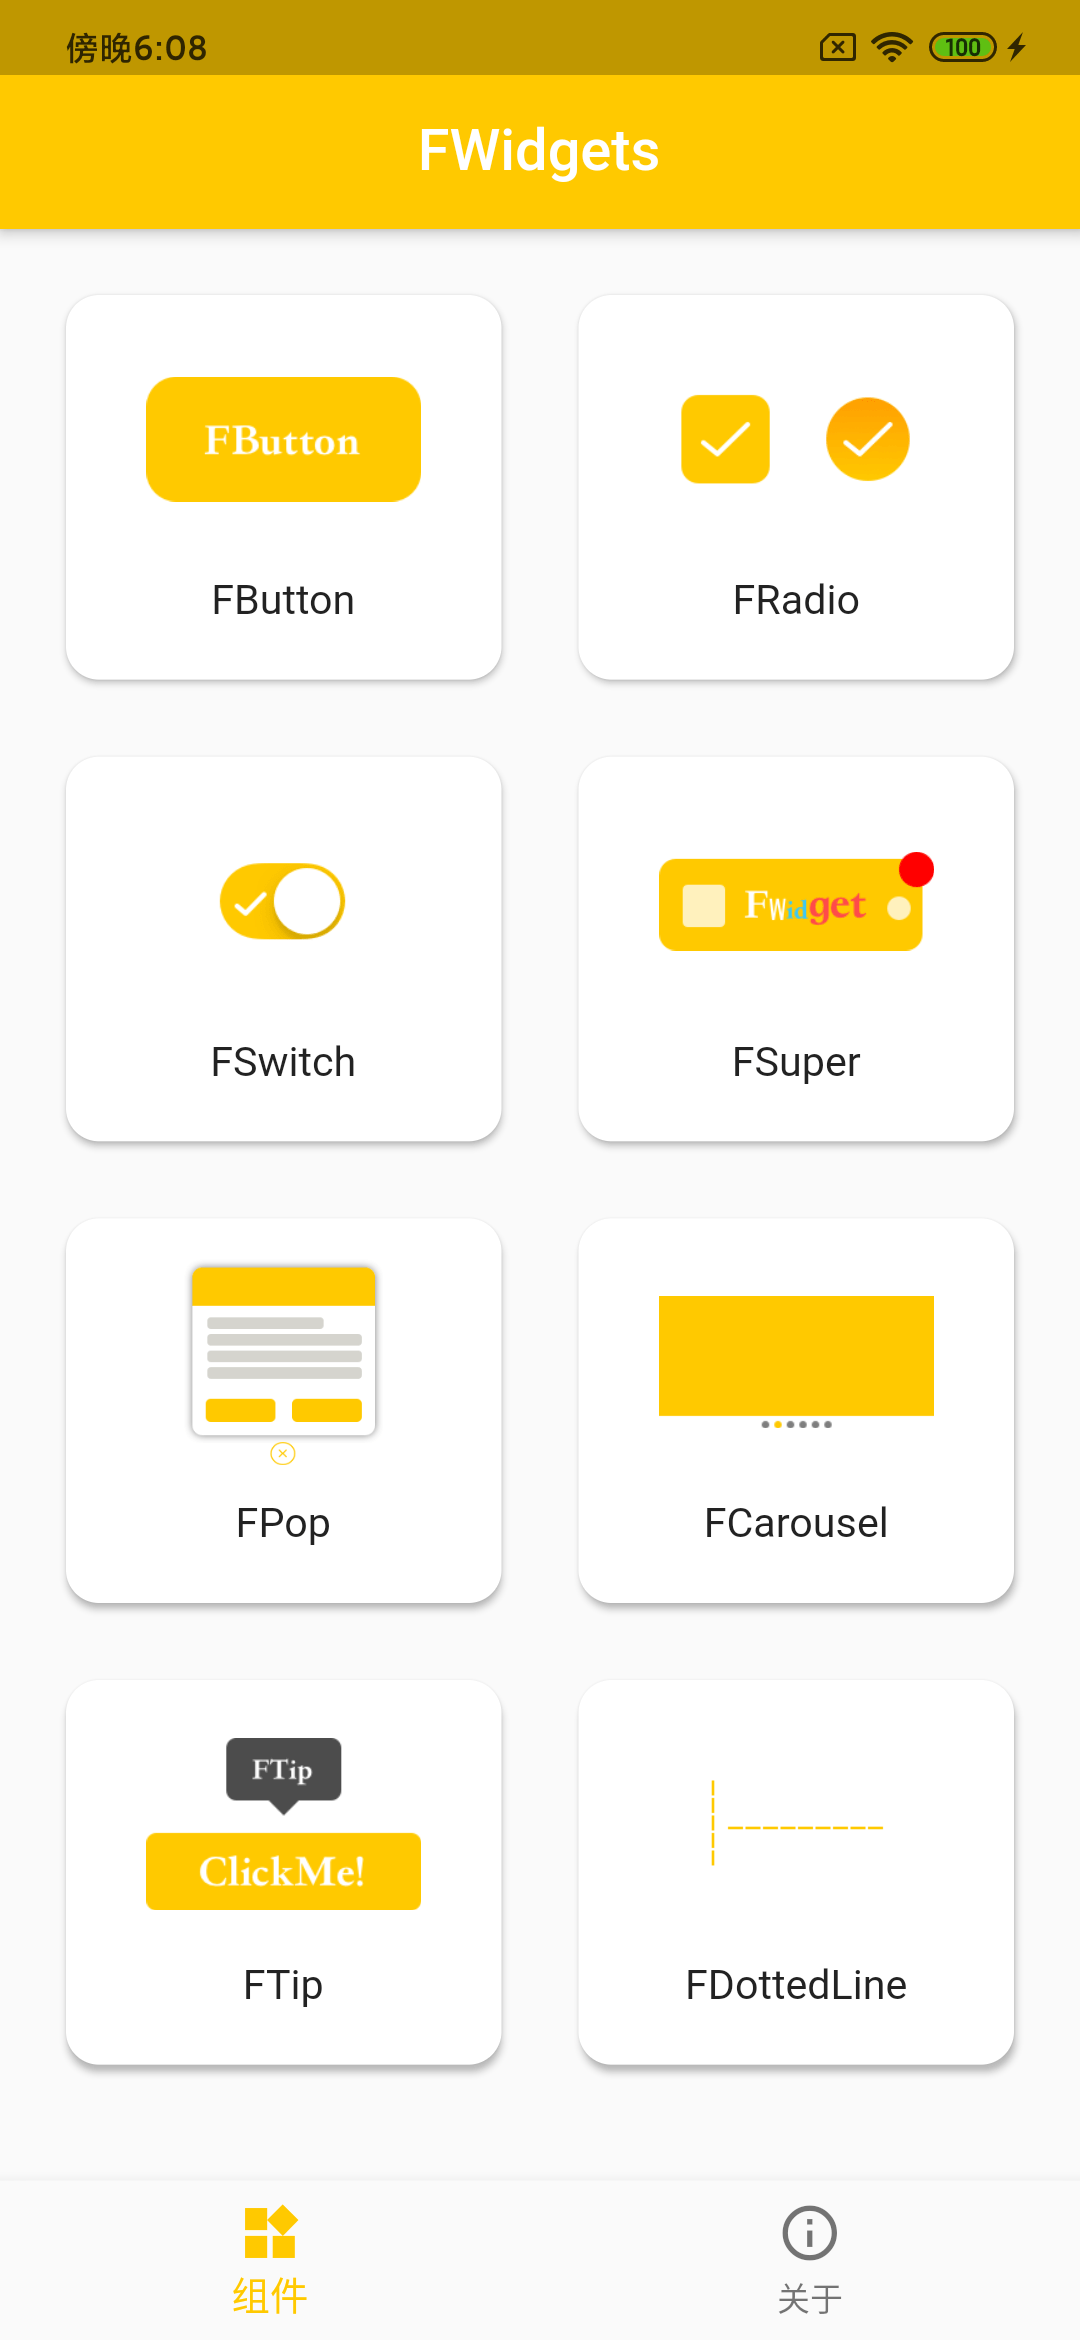 傍晚6:08
100
FWidgets
FButton
FButton
FRadio
FWidget
FSwitch
FSuper
FPop
FCarousel
FTip
ClickMe!
FTip
FDottedLine
组件
关于